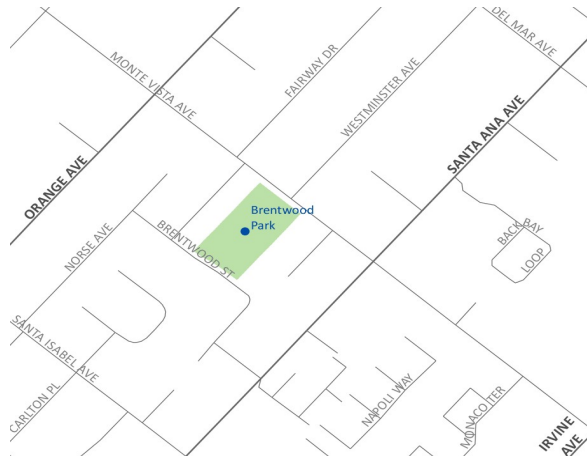 DEL MAR AVE
MONTE VISTA AVE
FAIRWAY DR
WESTMINSTER AVE
SANTA ANA AVE
ORANGE AVE
Brentwood
Park
NORSE AVE
BRENTWOOD ST
BACK BAY
LOOP
SANTA ISABEL AVE
CARLTON PL
NAPOLI WAY
MONACO TER
IRVINE
AVE